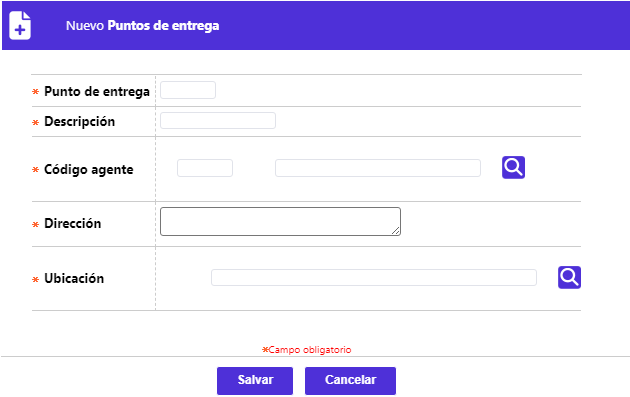 Nuevo Puntos de entrega
* Punto de entrega
* Descripción
* Código agente
* Dirección
* Ubicación
*Campo obligatorio
Salvar Cancelar